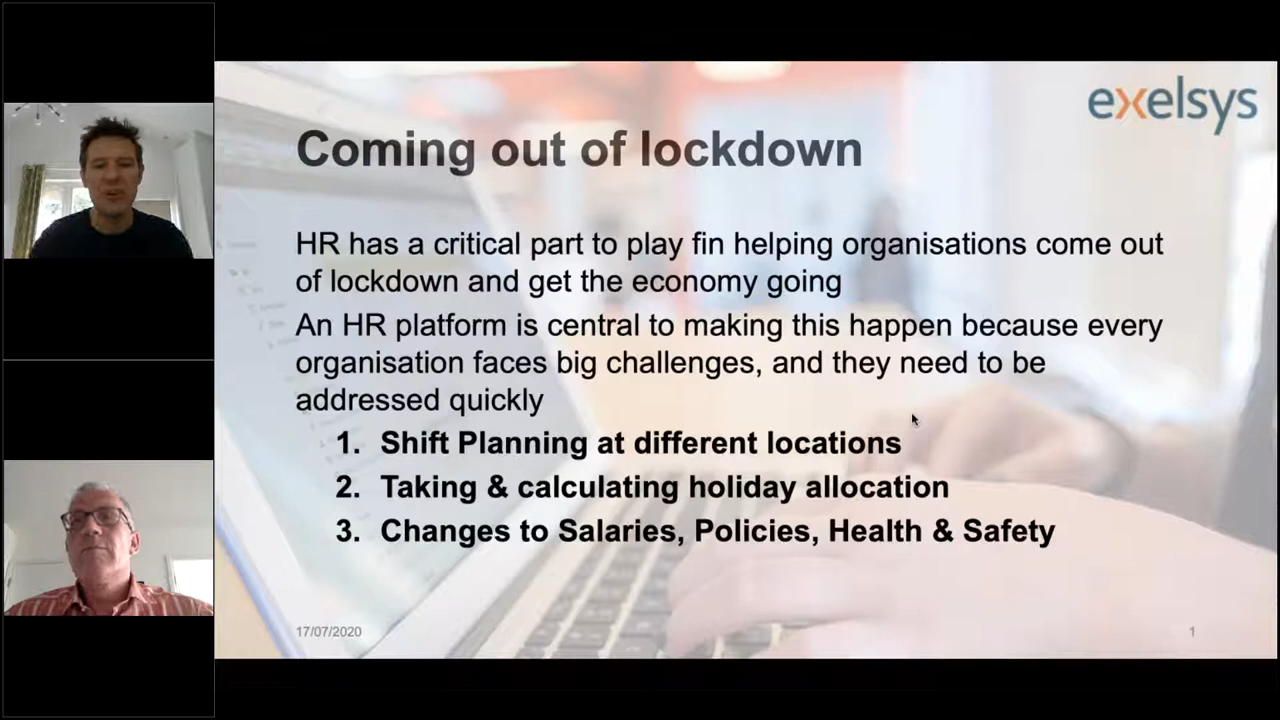 exelsys
Coming out of lockdown
HR has a critical part to play fin helping organisations come out
of lockdown and get the economy going
An HR platform is central to making this happen because every
organisation faces big challenges, and they need to be
addressed quickly
1. Shift Planning at different locations
2. Taking & calculating holiday allocation
3. Changes to Salaries, Policies, Health & Safety
17/07/2020
1